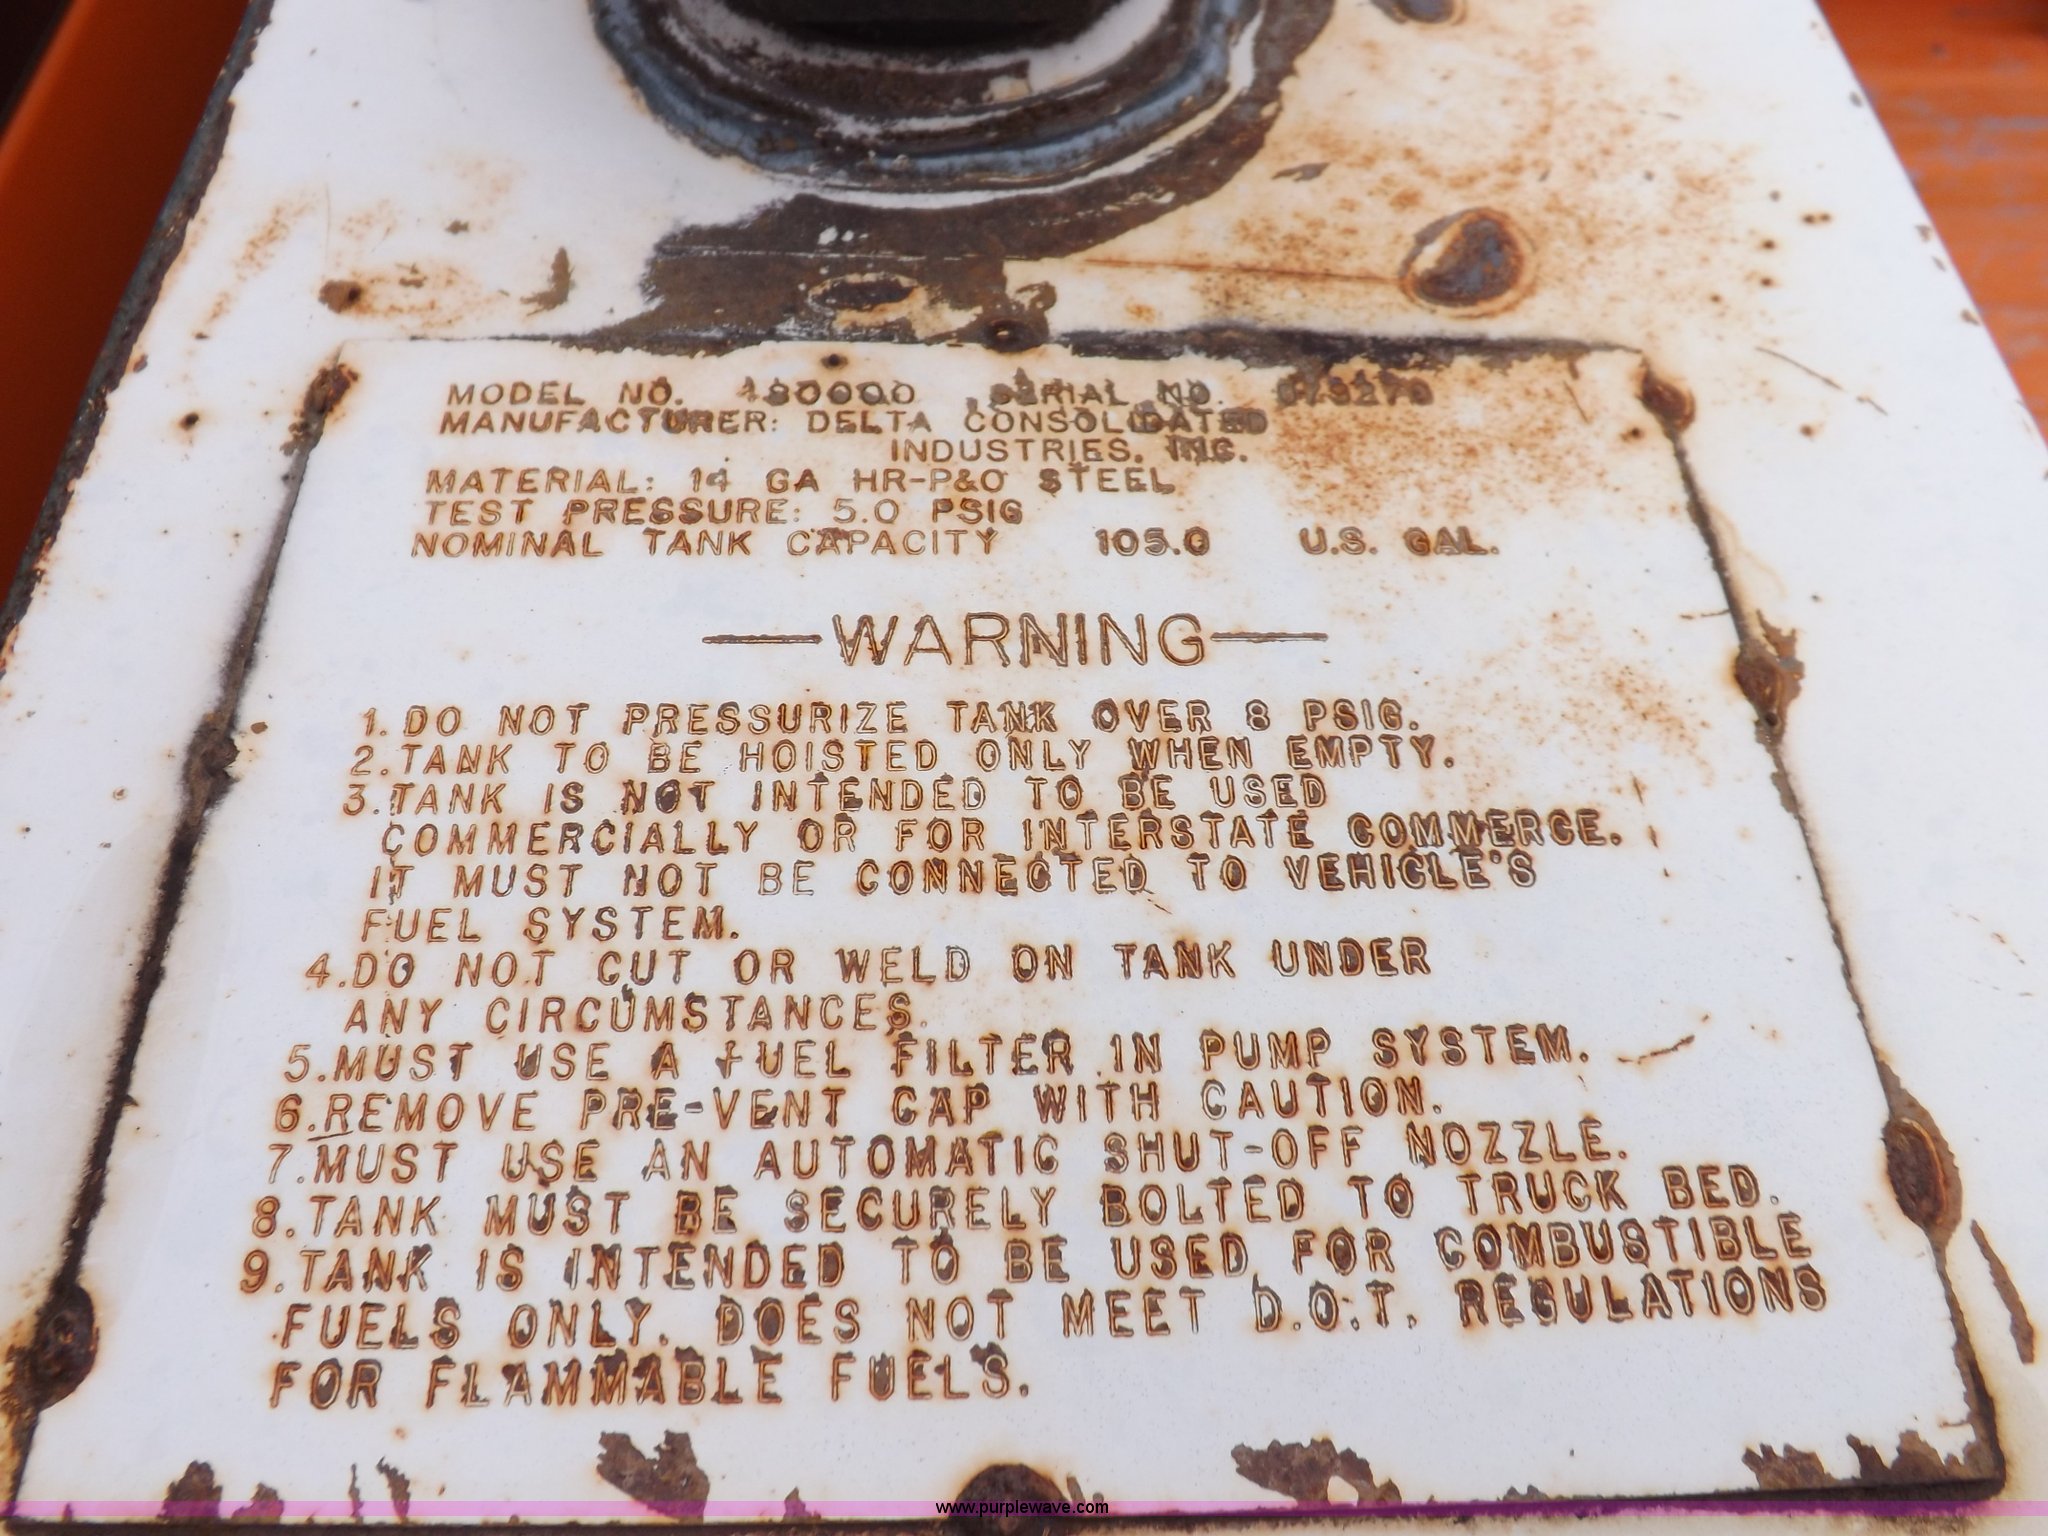 MODEL NO. 480000 SERIAL NO.
MANUFACTURER: DELTA CONSOLIDATED
INDUSTRIES, INC.
MATERIAL: 14 GA HR-P&O STEEL
TEST PRESSURE: 5.0 PSIG
NOMINAL TANK CAPACITY 105.0 U.S. GAL.
—WARNING—
1. DO NOT PRESSURIZE TANK OVER 8 PSIG.
2. TANK TO BE HOISTED ONLY WHEN EMPTY.
3. TANK IS NOT INTENDED TO BE USED
COMMERCIALLY OR FOR INTERSTATE COMMERCE.
IT MUST NOT BE CONNECTED TO VEHICLE'S
FUEL SYSTEM.
4. DO NOT CUT OR WELD ON TANK UNDER
ANY CIRCUMSTANCES.
5. MUST USE A FUEL FILTER IN PUMP SYSTEM.
6. REMOVE PRE-VENT CAP WITH CAUTION.
7. MUST USE AN AUTOMATIC SHUT-OFF NOZZLE.
8. TANK MUST BE SECURELY BOLTED TO TRUCK BED.
9. TANK IS INTENDED TO BE USED FOR COMBUSTIBLE
FUELS ONLY. DOES NOT MEET D.O.T. REGULATIONS
FOR FLAMMABLE FUELS.
www.purplewave.com